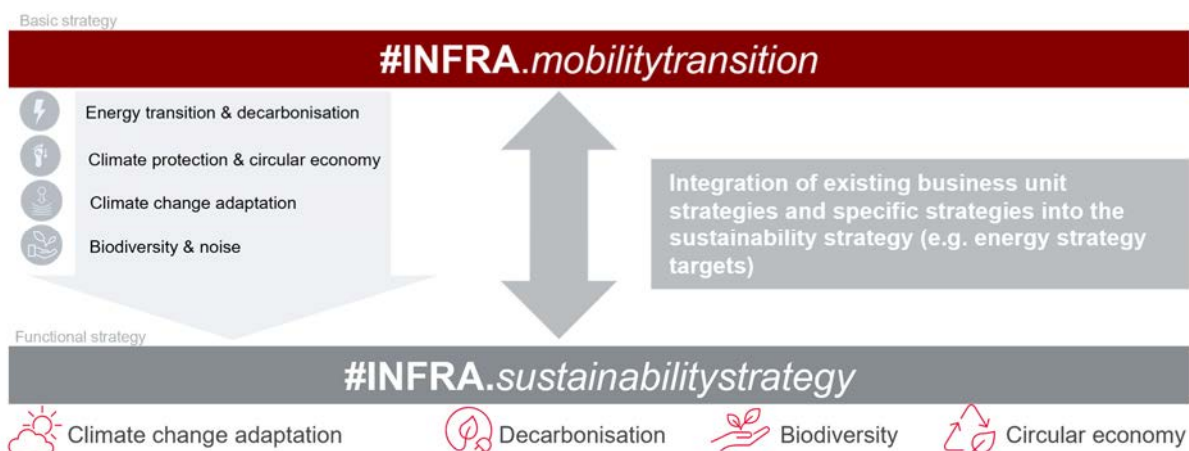 Basic strategy
#INFRA.mobilitytransition
Energy transition & decarbonisation
Climate protection & circular economy
Climate change adaptation
Biodiversity & noise
Integration of existing business unit
strategies and specific strategies into the
sustainability strategy (e.g. energy strategy
targets)
Functional strategy
#INFRA.sustainabilitystrategy
Climate change adaptation
Decarbonisation
Biodiversity
Circular economy